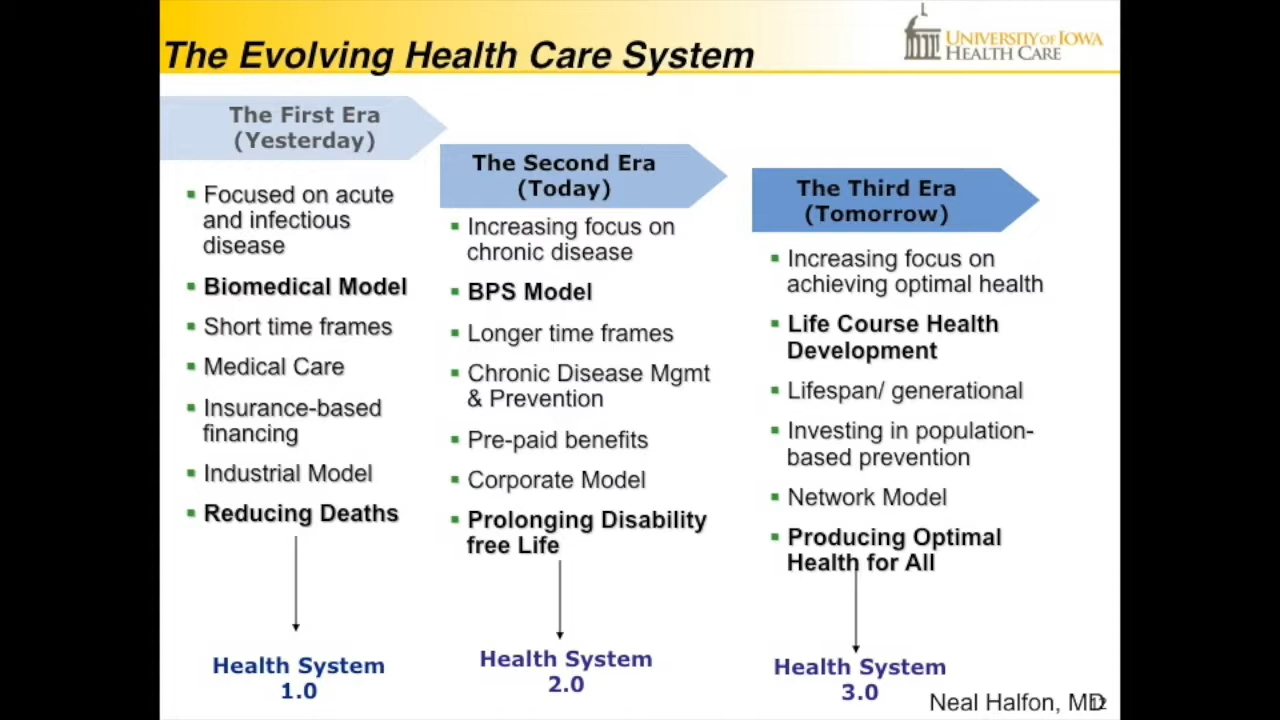 The Evolving Health Care System
UNIVERSITY OF IOWA
HEALTH CARE
The First Era
(Yesterday)
Focused on acute
and infectious
disease
Biomedical Model
Short time frames
Medical Care
Insurance-based
financing
Industrial Model
Reducing Deaths
Health System
1.0
The Second Era
(Today)
Increasing focus on
chronic disease
BPS Model
Longer time frames
Chronic Disease Mgmt
& Prevention
Pre-paid benefits
Corporate Model
Prolonging Disability
free Life
Health System
2.0
The Third Era
(Tomorrow)
Increasing focus on
achieving optimal health
Life Course Health
Development
Lifespan/ generational
Investing in population-
based prevention
Network Model
Producing Optimal
Health for All
Health System
3.0
Neal Halfon, MD
12